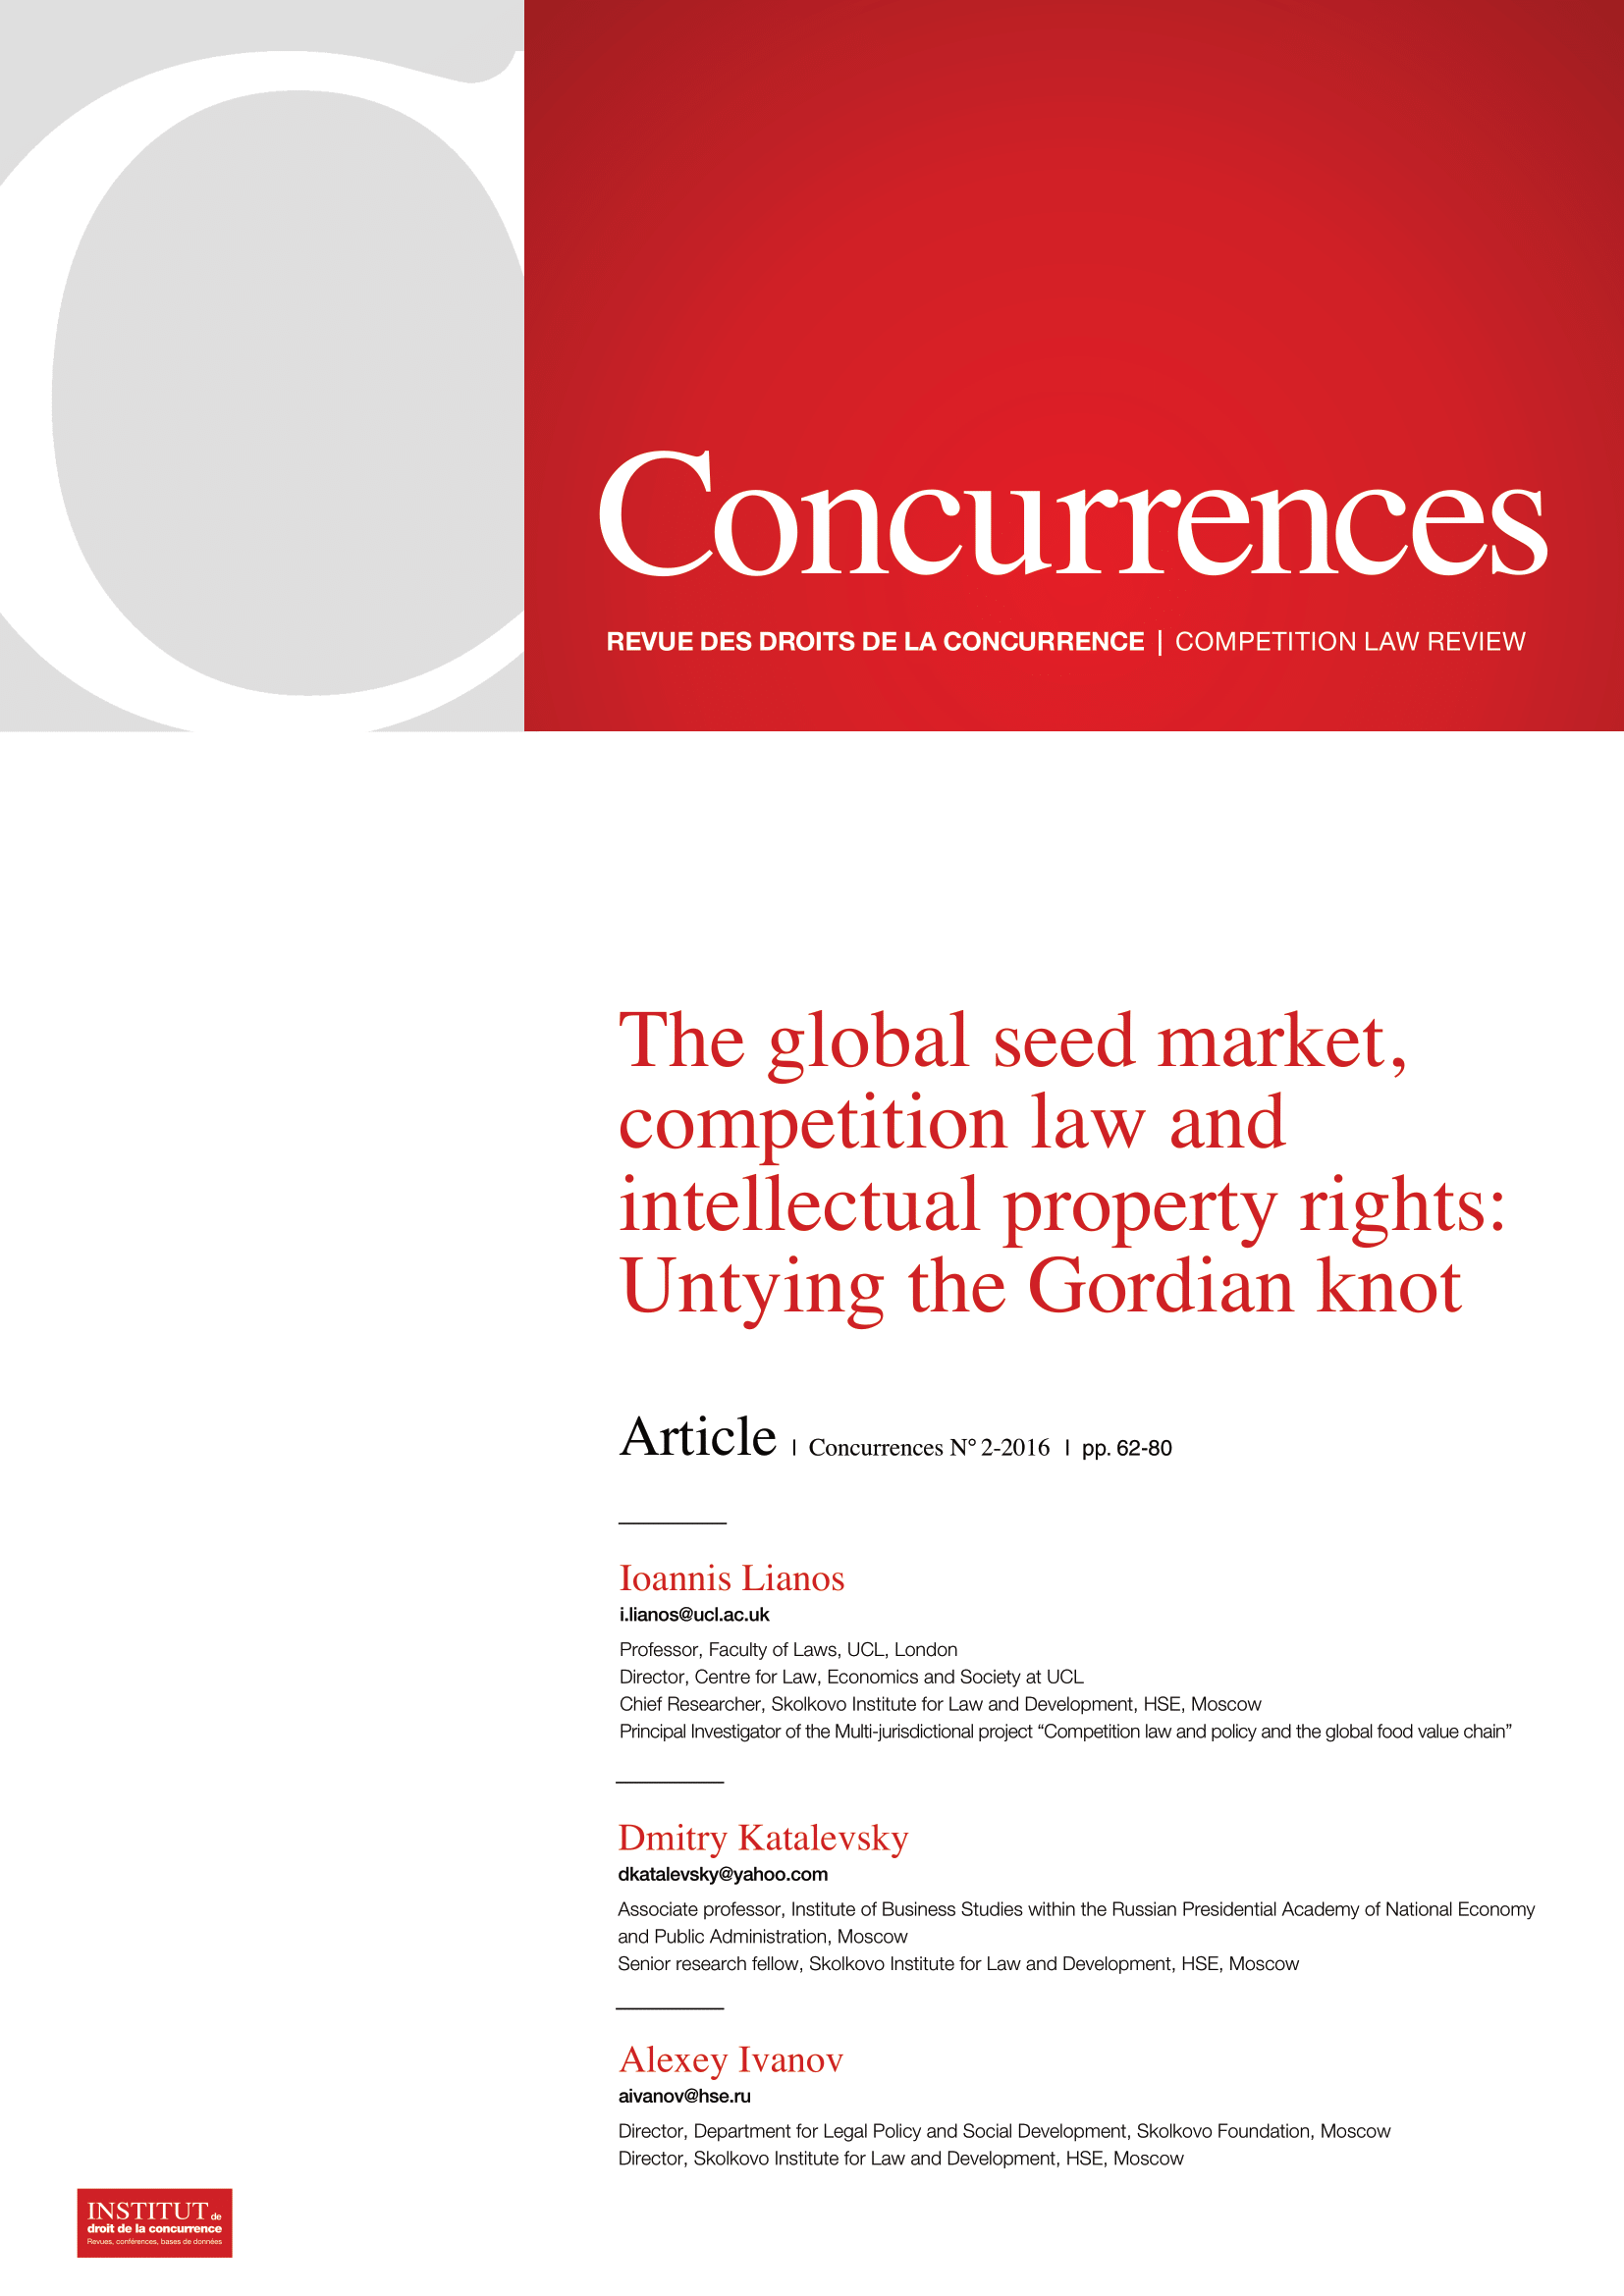 Concurrences
REVUE DES DROITS DE LA CONCURRENCE | COMPETITION LAW REVIEW
The global seed market,
competition law and
intellectual property rights:
Untying the Gordian knot
Article | Concurrences N° 2-2016 | pp. 62-80
Ioannis Lianos
i.lianos@ucl.ac.uk
Professor, Faculty of Laws, UCL, London
Director, Centre for Law, Economics and Society at UCL
Chief Researcher, Skolkovo Institute for Law and Development, HSE, Moscow
Principal Investigator of the Multi-jurisdictional project “Competition law and policy and the global food value chain”
Dmitry Katalevsky
dkatalevsky@yahoo.com
Associate professor, Institute of Business Studies within the Russian Presidential Academy of National Economy
and Public Administration, Moscow
Senior research fellow, Skolkovo Institute for Law and Development, HSE, Moscow
Alexey Ivanov
aivanov@hse.ru
Director, Department for Legal Policy and Social Development, Skolkovo Foundation, Moscow
Director, Skolkovo Institute for Law and Development, HSE, Moscow
INSTITUT de
droit de la concurrence
Revues, conférences, bases de données